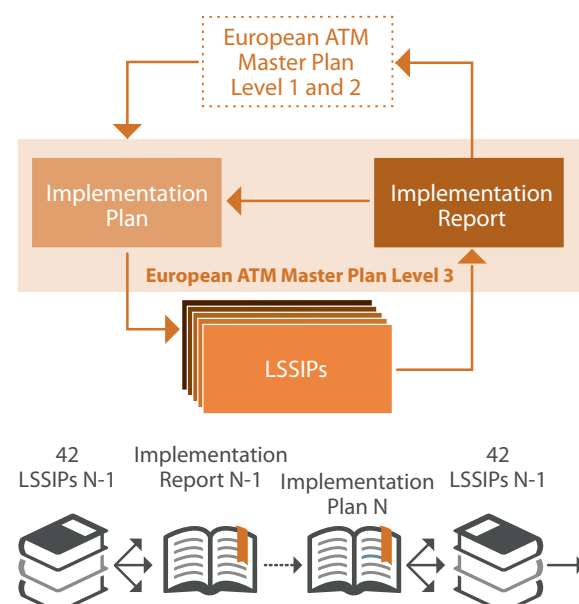 European ATM
Master Plan
Level 1 and 2
Implementation
Plan
Implementation
Report
European ATM Master Plan Level 3
LSSIPs
42
LSSIPs N-1
Implementation
Report N-1
Implementation
Plan N
42
LSSIPs N-1